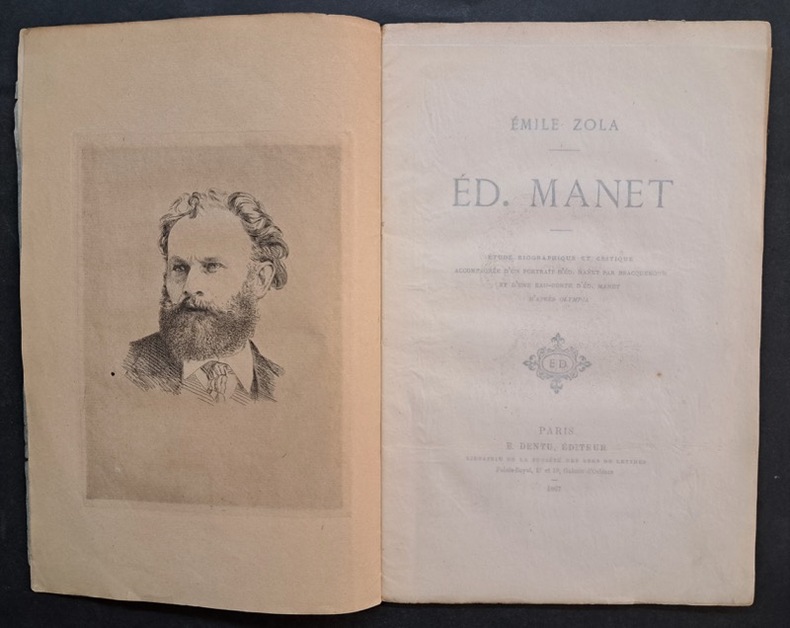 ÉMILE ZOLA
ÉD. MANET
ÉTUDE BIOGRAPHIQUE ET CRITIQUE
ACCOMPAGNÉE D'UN PORTRAIT D'ÉD. MANET PAR BRACQUEMOND
ET D'UNE EAU-FORTE D'ÉD. MANET
D'APRÈS OLYMPIA
ED
PARIS
E. DENTU, ÉDITEUR
LIBRAIRE DE LA SOCIÉTÉ DES GENS DE LETTRES
Palais-Royal, 17 et 19, Galerie d'Orléans
1867